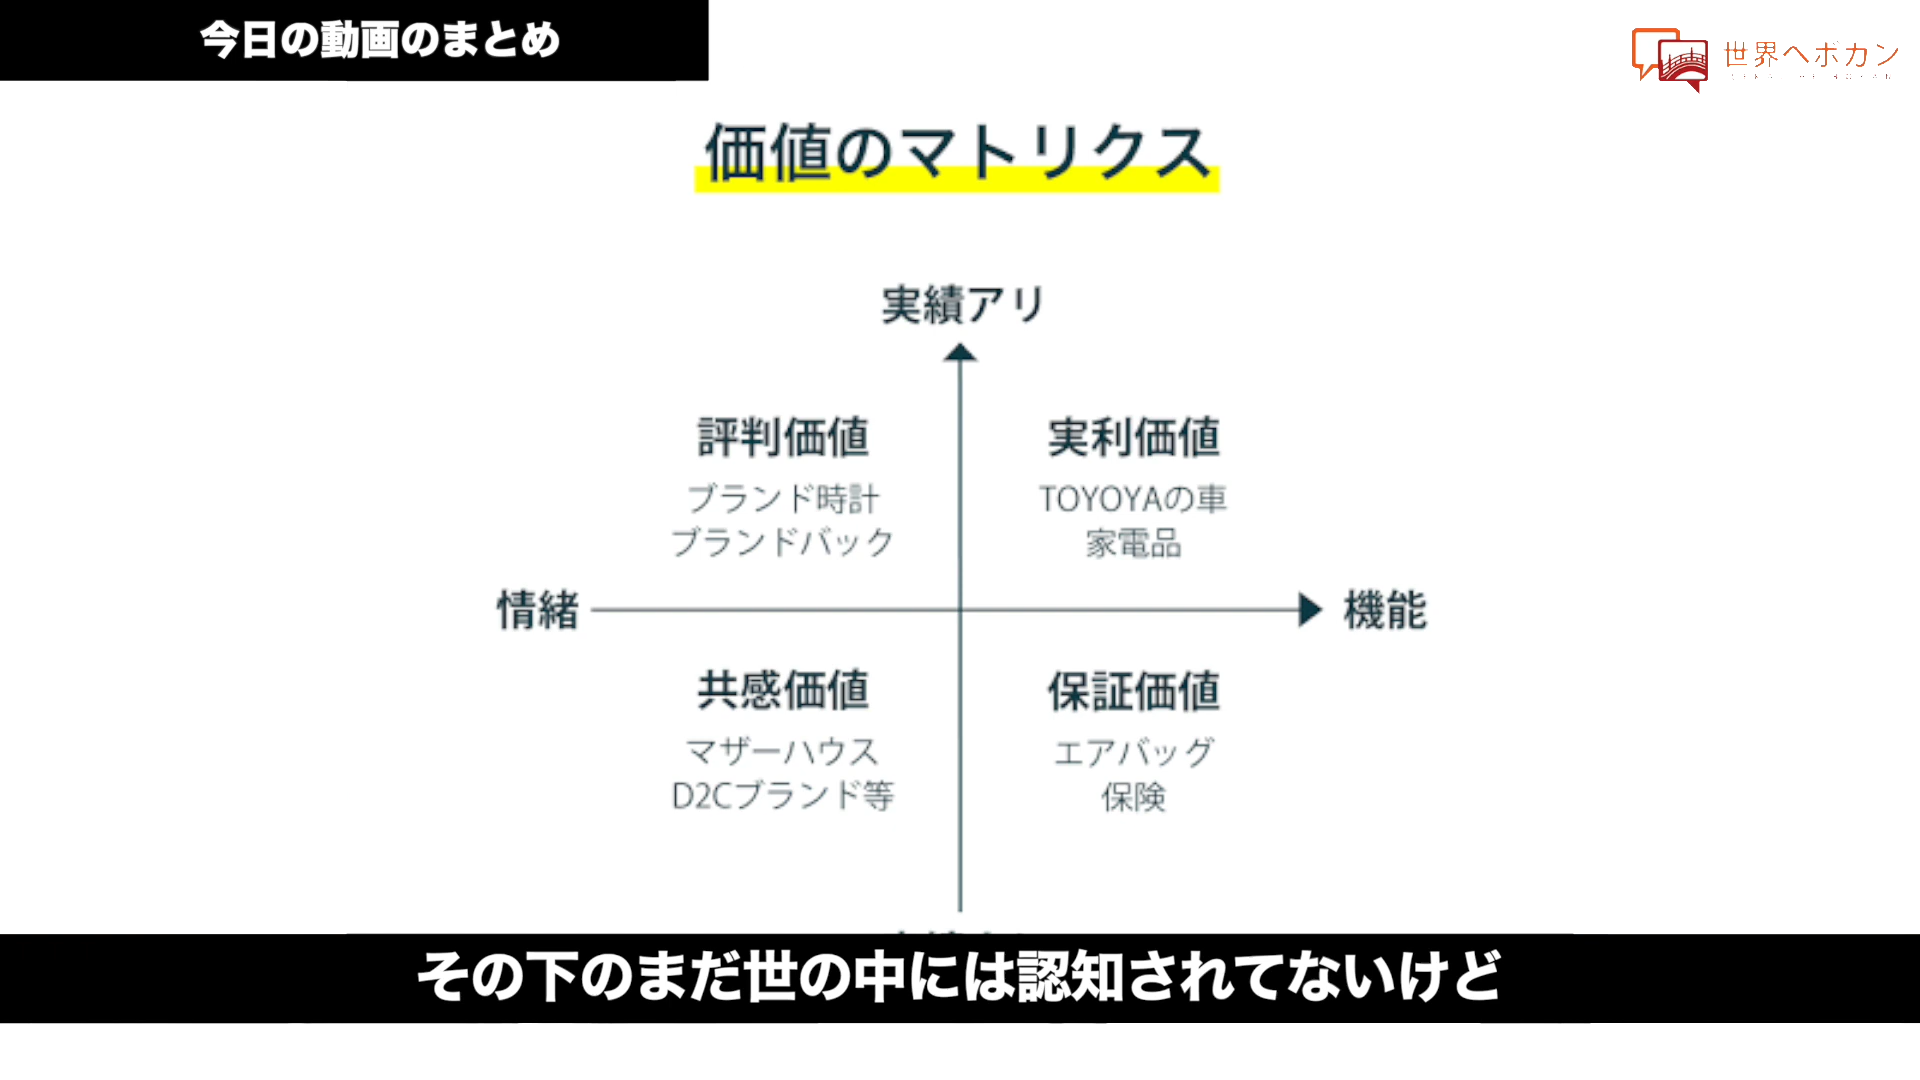 今日の動画のまとめ
世界へボカン
価値のマトリクス
実績アリ
評判価値
ブランド時計
ブランドバック
実利価値
TOYOYAの車
家電品
情緒
機能
共感価値
マザーハウス
D2Cブランド等
保証価値
エアバッグ
保険
その下のまだ世の中には認知されてないけど